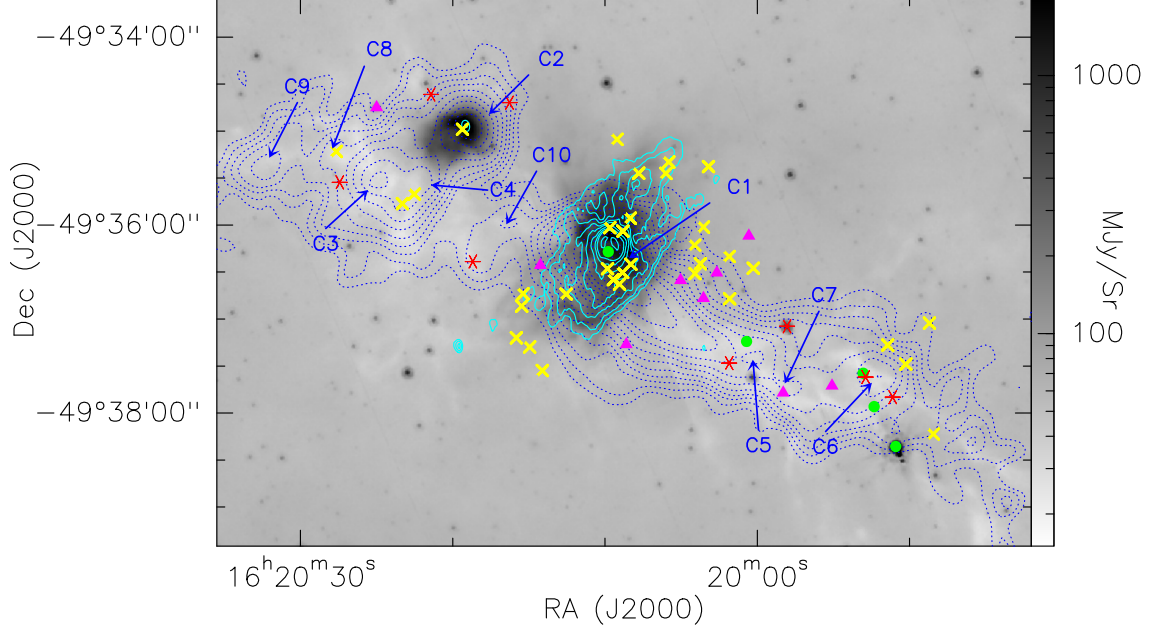 −49°34'00''
−49°36'00''
−49°38'00''
Dec (J2000)
C8
C9
C2
C10
C4
C3
C1
C7
C5
C6
1000
100
MJy/Sr
16h20m30s
20m00s
RA (J2000)